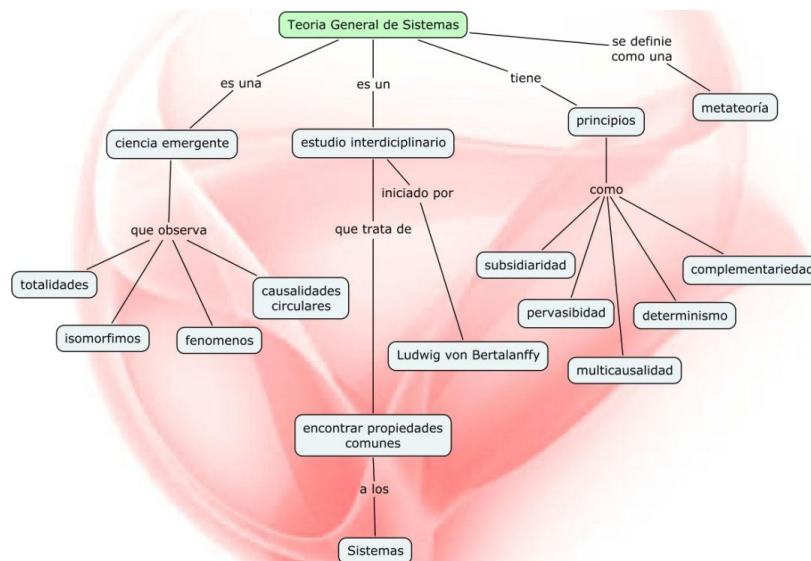 Teoria General de Sistemas
se definie
como una
es una
es un
tiene
metateoría
principios
ciencia emergente
estudio interdiciplinario
iniciado por
como
que observa
que trata de
subsidiaridad
complementariedad
totalidades
causalidades
circulares
pervasibidad
determinismo
isomorfimos
fenomenos
Ludwig von Bertalanffy
multicausalidad
encontrar propiedades
comunes
a los
Sistemas